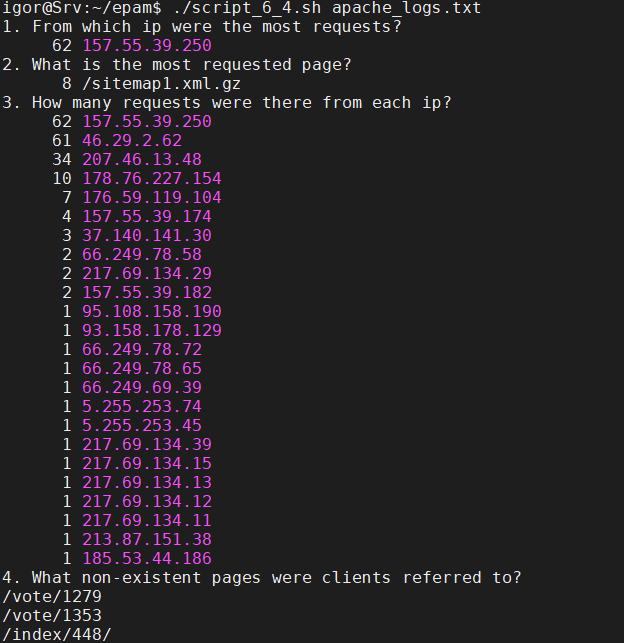 igor@Srv:~/epam$ ./script_6_4.sh apache_logs.txt
1. From which ip were the most requests?
     62 157.55.39.250
2. What is the most requested page?
      8 /sitemap1.xml.gz
3. How many requests were there from each ip?
     62 157.55.39.250
     61 46.29.2.62
     34 207.46.13.48
     10 178.76.227.154
      7 176.59.119.104
      4 157.55.39.174
      3 37.140.141.30
      2 66.249.78.58
      2 217.69.134.29
      2 157.55.39.182
      1 95.108.158.190
      1 93.158.178.129
      1 66.249.78.72
      1 66.249.78.65
      1 66.249.69.39
      1 5.255.253.74
      1 5.255.253.45
      1 217.69.134.39
      1 217.69.134.15
      1 217.69.134.13
      1 217.69.134.12
      1 217.69.134.11
      1 213.87.151.38
      1 185.53.44.186
4. What non-existent pages were clients referred to?
/vote/1279
/vote/1353
/index/448/